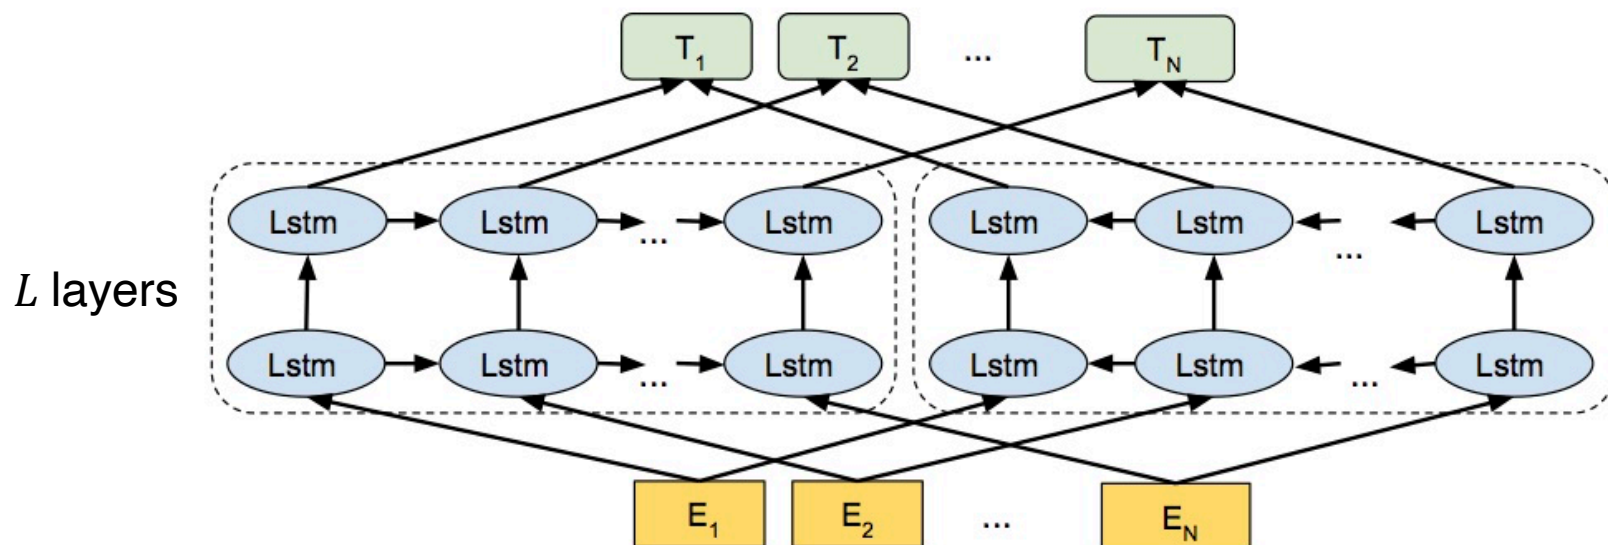 T1 T2 ... TN
Lstm Lstm ... Lstm Lstm Lstm ... Lstm
L layers
Lstm Lstm ... Lstm Lstm Lstm ... Lstm
E1 E2 ... EN